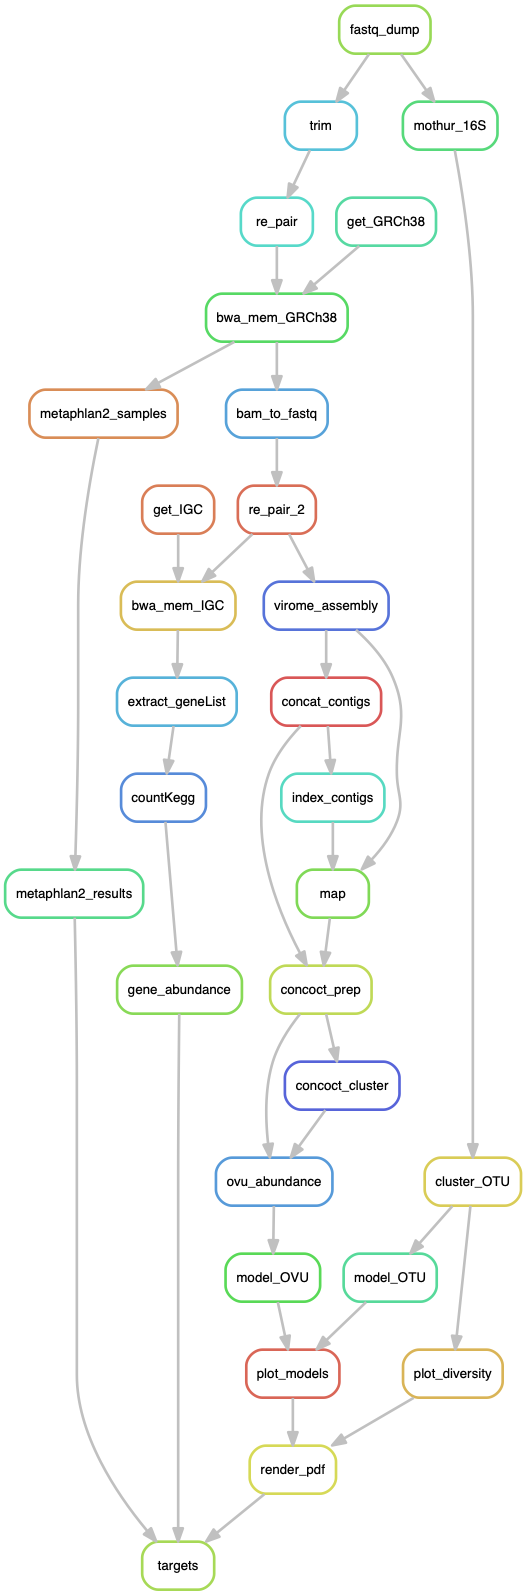 fastq_dump
trim
mothur_16S
re_pair
get_GRCh38
bwa_mem_GRCh38
metaphlan2_samples
bam_to_fastq
get_IGC
re_pair_2
bwa_mem_IGC
virome_assembly
extract_geneList
concat_contigs
countKegg
index_contigs
metaphlan2_results
map
gene_abundance
concoct_prep
concoct_cluster
ovu_abundance
cluster_OTU
model_OVU
model_OTU
plot_models
plot_diversity
render_pdf
targets